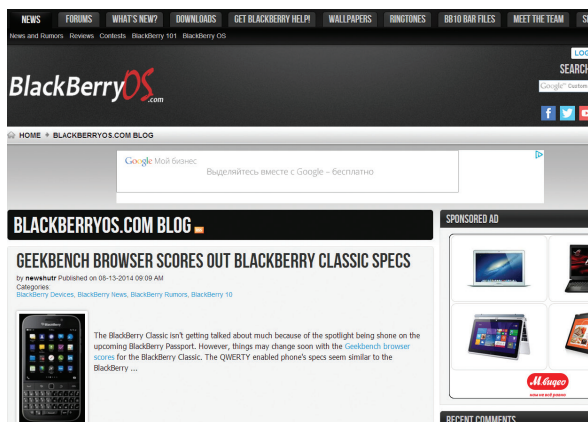 NEWS FORUMS WHAT'S NEW? DOWNLOADS GET BLACKBERRY HELP! WALLPAPERS RINGTONES BB10 BAR FILES MEET THE TEAM
News and Rumors Reviews Contests BlackBerry 101 BlackBerry OS
BlackBerryOS.com
SEARCH
Google™ Custom
HOME BLACKBERRYOS.COM BLOG
Google Мой бизнес
Выделяйтесь вместе с Google – бесплатно
BLACKBERRYOS.COM BLOG
SPONSORED AD
GEEKBENCH BROWSER SCORES OUT BLACKBERRY CLASSIC SPECS
by newshutr Published on 08-13-2014 09:09 AM
Categories:
BlackBerry Devices, BlackBerry News, BlackBerry Rumors, BlackBerry 10
The BlackBerry Classic isn't getting talked about much because of the spotlight being shone on the
upcoming BlackBerry Passport. However, things may change soon with the Geekbench browser
scores for the BlackBerry Classic. The QWERTY enabled phone's specs seem similar to the
BlackBerry ...
М.видео
нам не всё равно
RECENT COMMENTS